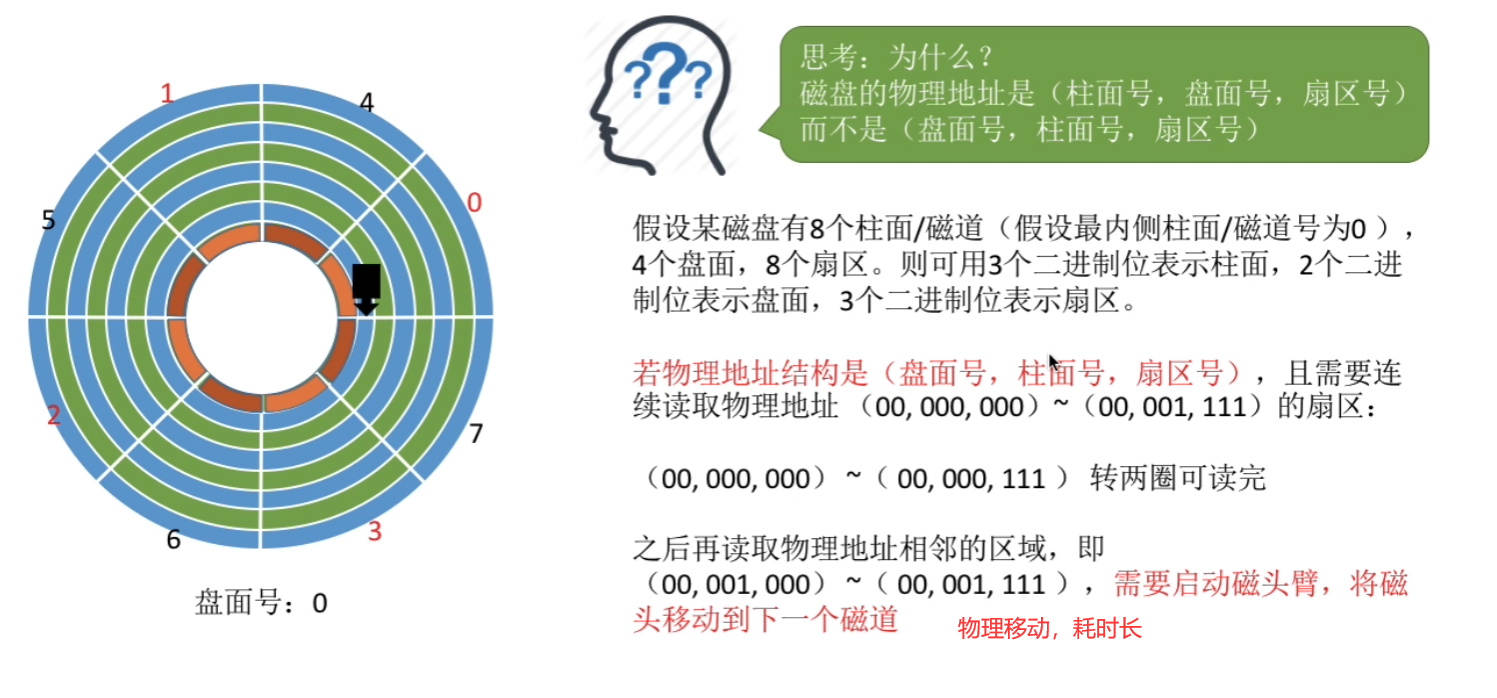 1
4
0
5
2
7
6
3
盘面号：0
???
思考：为什么？
磁盘的物理地址是（柱面号，盘面号，扇区号）
而不是（盘面号，柱面号，扇区号）
假设某磁盘有8个柱面/磁道（假设最内侧柱面/磁道号为0 ），
4个盘面，8个扇区。则可用3个二进制位表示柱面，2个二进
制位表示盘面，3个二进制位表示扇区。
若物理地址结构是（盘面号，柱面号，扇区号），且需要连
续读取物理地址 （00, 000, 000）~（00, 001, 111）的扇区：
（00, 000, 000） ~（ 00, 000, 111 ） 转两圈可读完
之后再读取物理地址相邻的区域，即
（00, 001, 000） ~（ 00, 001, 111 ），需要启动磁头臂，将磁
头移动到下一个磁道
物理移动，耗时长